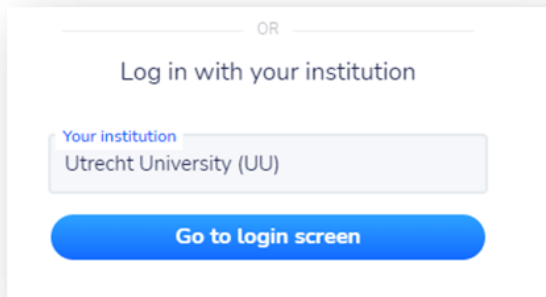 OR
Log in with your institution
Your institution
Utrecht University (UU)
Go to login screen